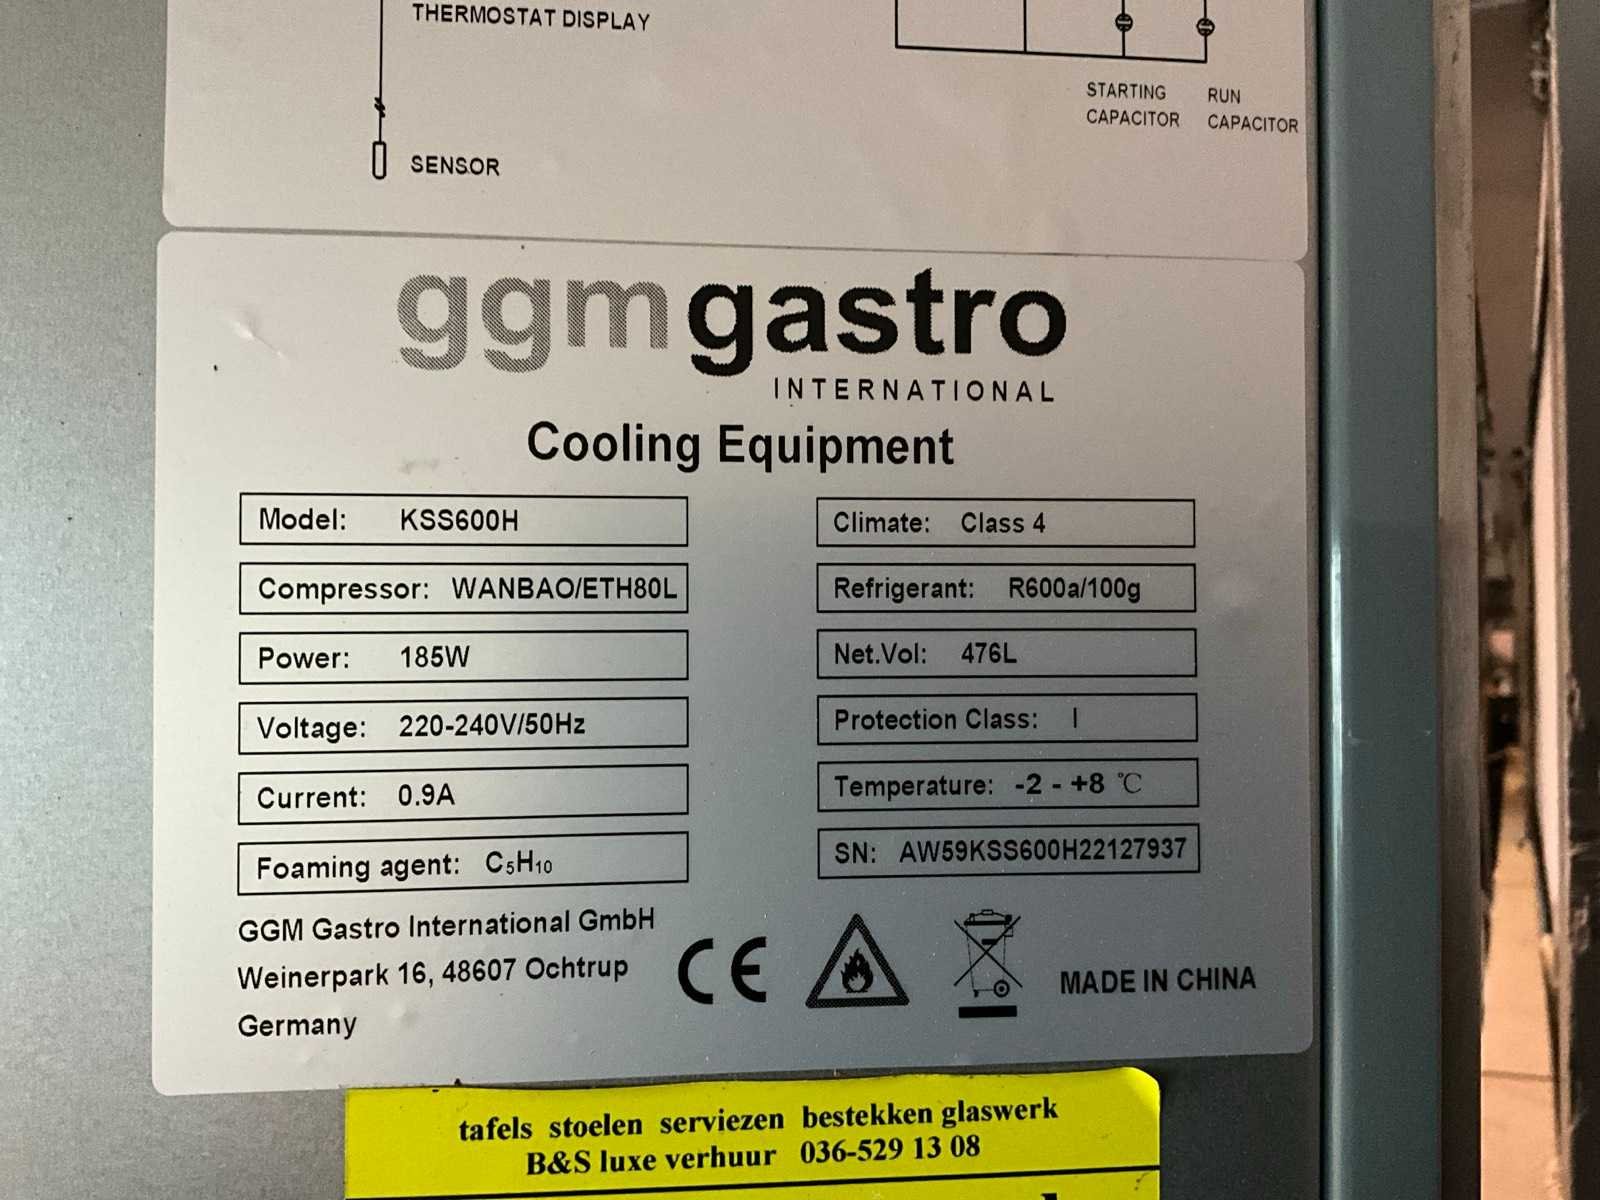 THERMOSTAT DISPLAY
SENSOR
STARTING
CAPACITOR
RUN
CAPACITOR
ggmgastro
INTERNATIONAL
Cooling Equipment
Model: KSS600H
Compressor: WANBAO/ETH80L
Power: 185W
Voltage: 220-240V/50Hz
Current: 0.9A
Foaming agent: C₅H₁₀
Climate: Class 4
Refrigerant: R600a/100g
Net.Vol: 476L
Protection Class: I
Temperature: -2 - +8 ℃
SN: AW59KSS600H22127937
GGM Gastro International GmbH
Weinerpark 16, 48607 Ochtrup
Germany
CE
MADE IN CHINA
tafels stoelen serviezen bestekken glaswerk
B&S luxe verhuur 036-529 13 08